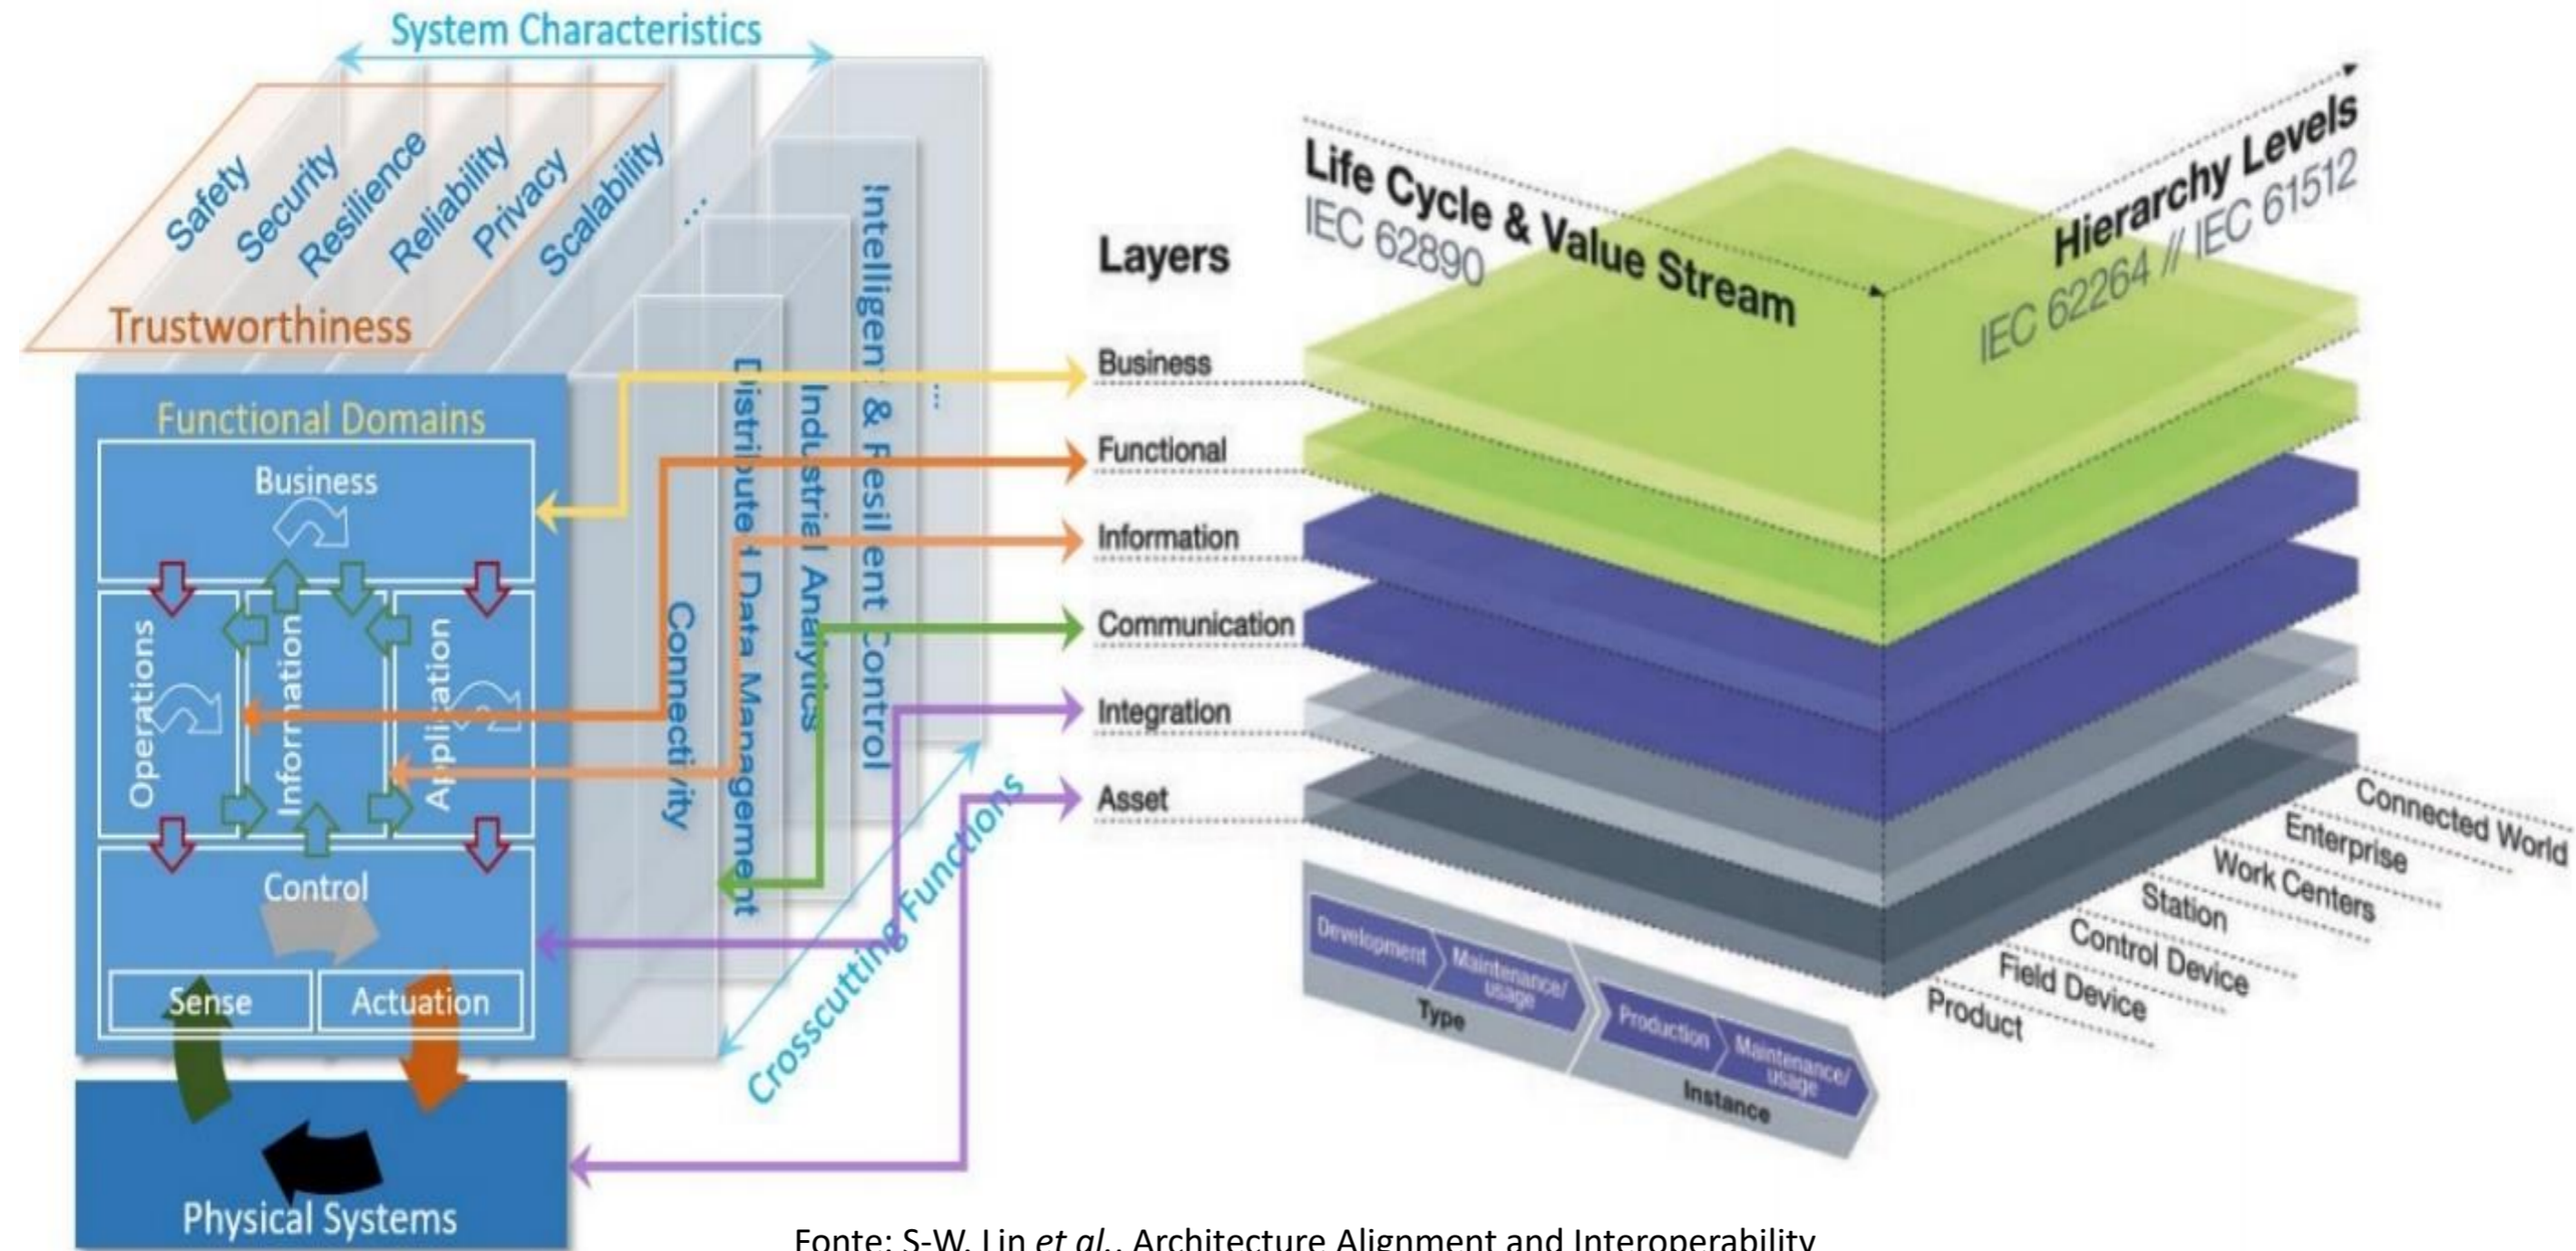 System Characteristics
Safety
Security
Resilience
Reliability
Privacy
Scalability
...
Trustworthiness
Functional Domains
Business
Operations
Information
Application
Control
Sense
Actuation
Physical Systems
Connectivity
Distributed Data Management
Industrial Analytics
Intelligent & Resilient Control
...
Crosscutting Functions
Layers
Business
Functional
Information
Communication
Integration
Asset
Life Cycle & Value Stream
IEC 62890
Hierarchy Levels
IEC 62264 // IEC 61512
Connected World
Enterprise
Work Centers
Station
Control Device
Field Device
Product
Development
Maintenance/
usage
Type
Production
Maintenance/
usage
Instance
Fonte: S-W. Lin et al., Architecture Alignment and Interoperability